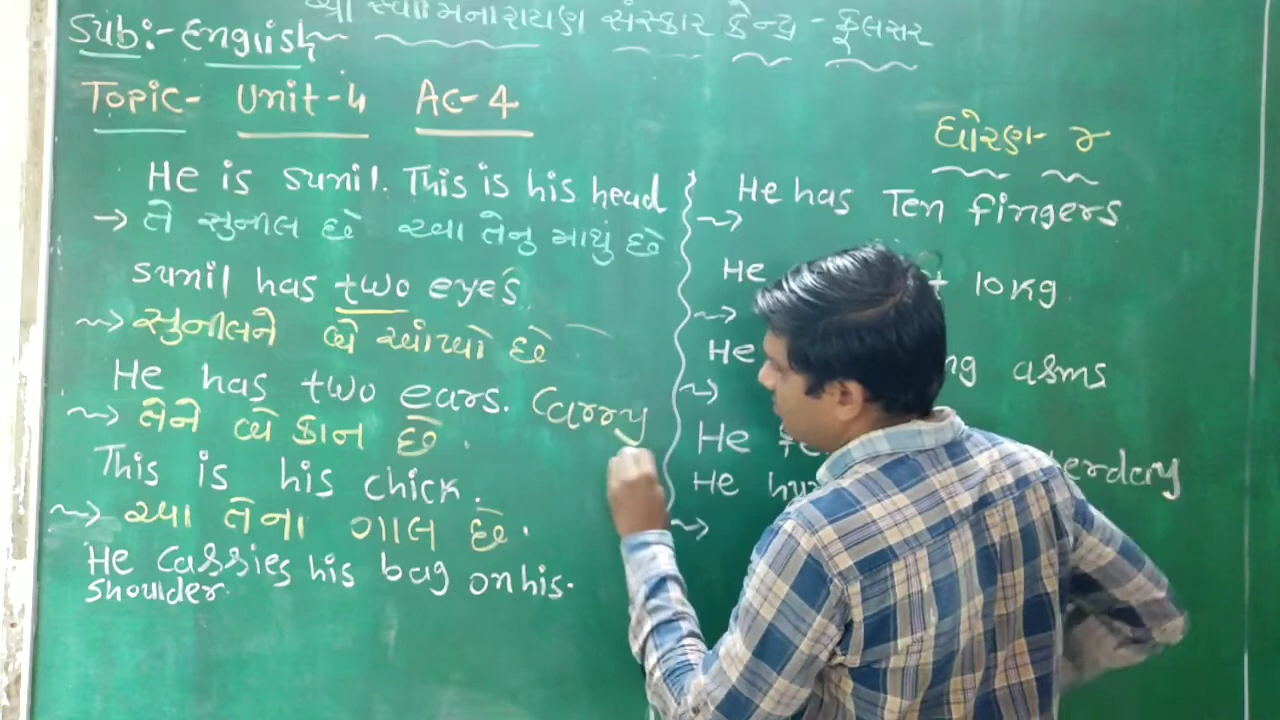 શ્રી સ્વામિનારાયણ સંસ્કાર કેન્દ્ર - ફૂલસર
Sub:- English
Topic- Unit-4 Ac-4
ધોરણ- ૪
He is sunil. This is his head
→ તે સુનીલ છે આ તેનુ માથું છે
sunil has two eyes
સુનીલને બે આંખો છે
He has two ears. Carry
તેને બે કાન છે.
This is his chick.
આ તેના ગાલ છે.
He carries his bag on his.
shoulder.
He has Ten fingers
He long
He arms
He
He yesterday